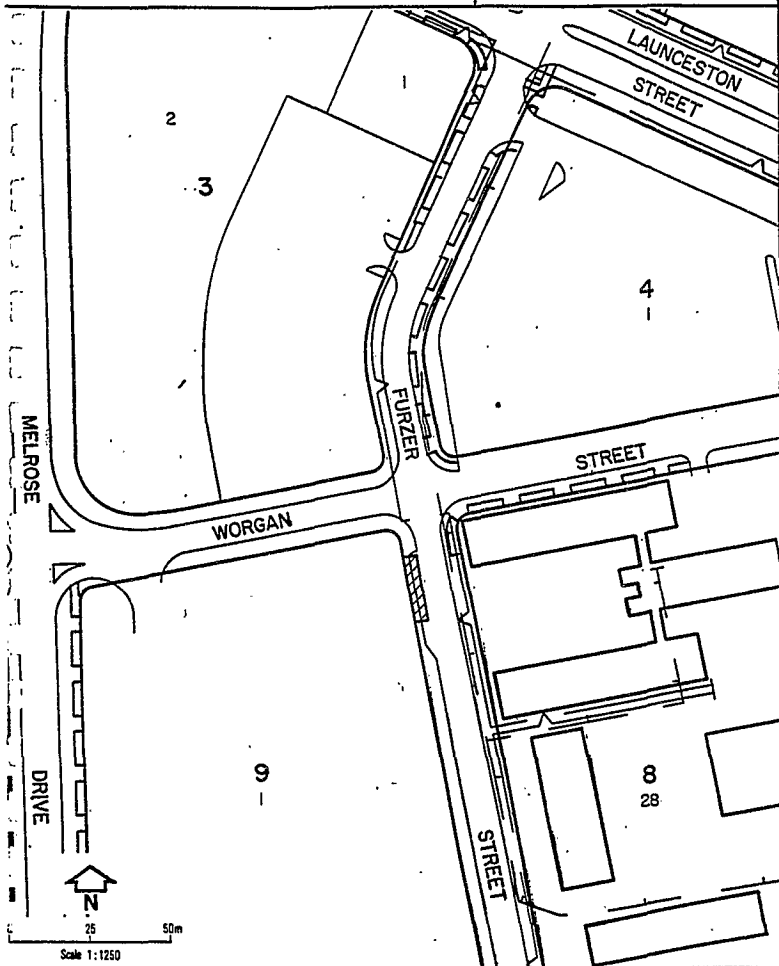 LAUNCESTON
STREET
1
2
3
4
1
MELROSE
FURZER
STREET
WORGAN
9
1
DRIVE
8
28
STREET
N
25
50m
Scale 1:1250